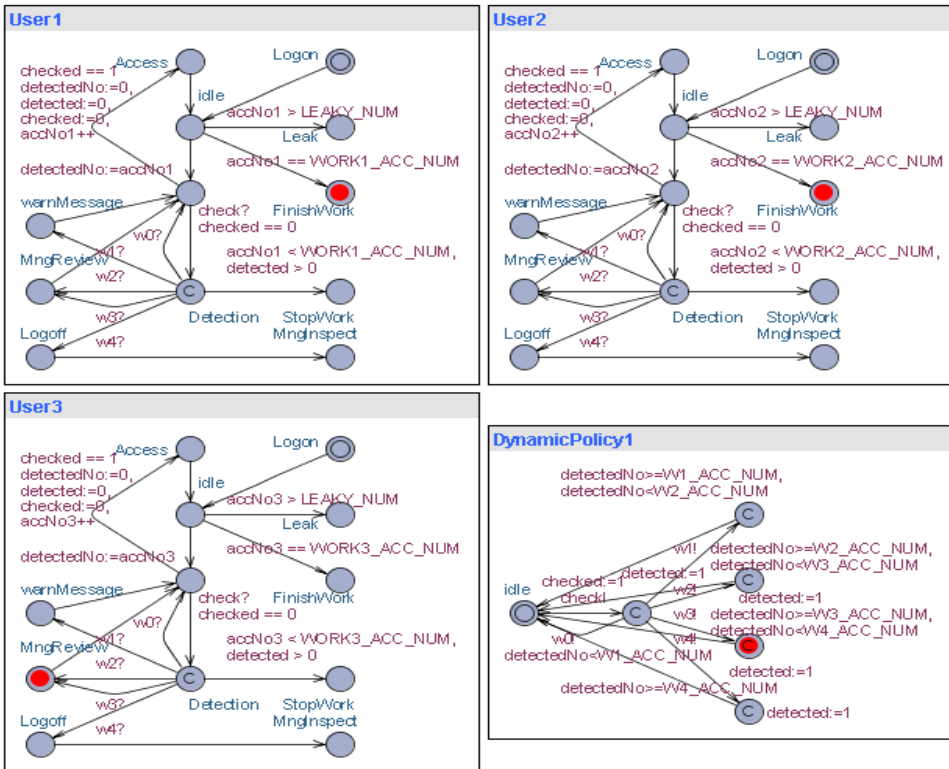 User1
Access
Logon
checked == 1
detectedNo:=0,
detected:=0,
checked:=0,
accNo1++
idle
accNo1 > LEAKY_NUM
Leak
accNo1 == WORK1_ACC_NUM
detectedNo:=accNo1
warnMessage
check?
FinishWork
checked == 0
w0?
w1?
MngReview
accNo1 < WORK1_ACC_NUM,
detected > 0
w2?
w3?
Detection
StopWork
Logoff
w4?
MngInspect
User2
Access
Logon
checked == 1
detectedNo:=0,
detected:=0,
checked:=0,
accNo2++
idle
accNo2 > LEAKY_NUM
Leak
accNo2 == WORK2_ACC_NUM
detectedNo:=accNo2
warnMessage
check?
FinishWork
checked == 0
w0?
w1?
MngReview
accNo2 < WORK2_ACC_NUM,
detected > 0
w2?
w3?
Detection
StopWork
Logoff
w4?
MngInspect
User3
Access
Logon
checked == 1
detectedNo:=0,
detected:=0,
checked:=0,
accNo3++
idle
accNo3 > LEAKY_NUM
Leak
accNo3 == WORK3_ACC_NUM
detectedNo:=accNo3
warnMessage
check?
FinishWork
checked == 0
w0?
w1?
MngReview
accNo3 < WORK3_ACC_NUM,
detected > 0
w2?
w3?
Detection
StopWork
Logoff
w4?
MngInspect
DynamicPolicy1
detectedNo>=W1_ACC_NUM,
detectedNo<W2_ACC_NUM
C
w1!
detectedNo>=W2_ACC_NUM,
detectedNo<W3_ACC_NUM
idle
checked:=1
detected:=1
check!
w2!
detected:=1
w3!
detectedNo>=W3_ACC_NUM,
detectedNo<W4_ACC_NUM
w0!
w4!
detectedNo<W1_ACC_NUM
detected:=1
detectedNo>=W4_ACC_NUM
detected:=1